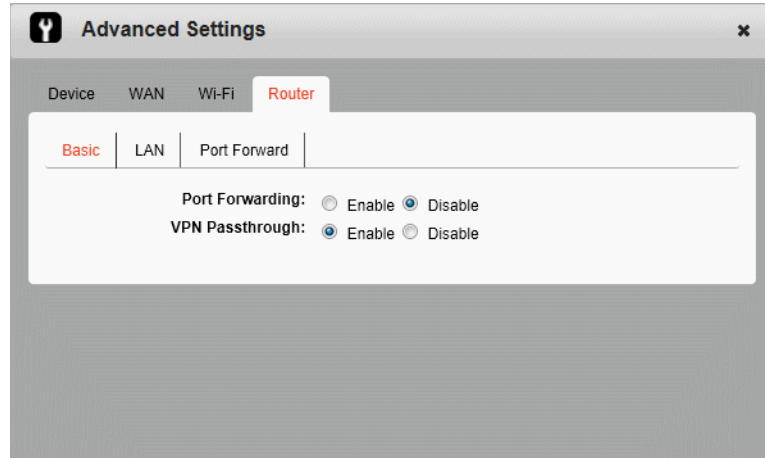 Advanced Settings
Device WAN Wi-Fi Router
Basic LAN Port Forward
Port Forwarding: Enable Disable
VPN Passthrough: Enable Disable